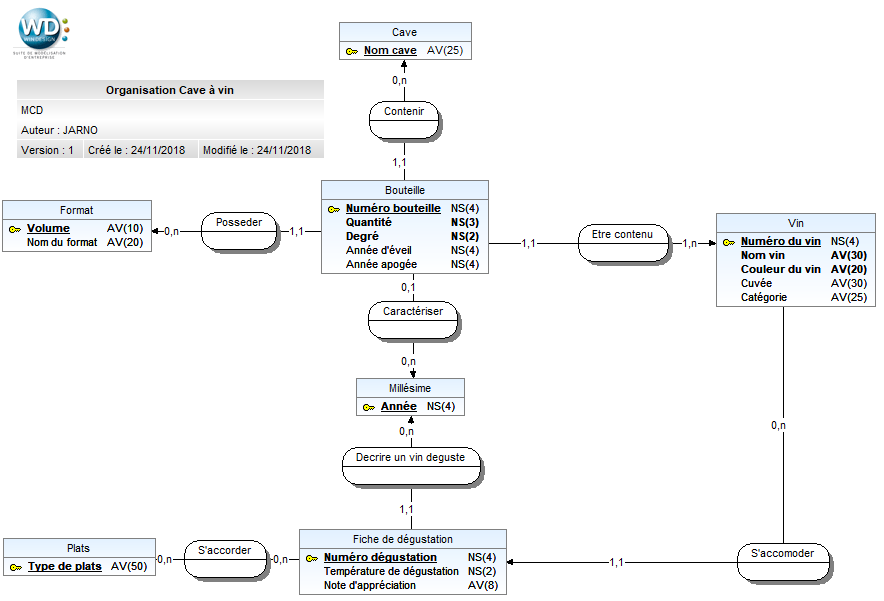 WD
WIN DESIGN
SUITE DE MODELISATION
D'ENTREPRISE
Organisation Cave à vin
MCD
Auteur : JARNO
Version : 1 Créé le : 24/11/2018 Modifié le : 24/11/2018
Cave
Nom cave AV(25)
0,n
Contenir
1,1
Bouteille
Numéro bouteille NS(4)
Quantité NS(3)
Degré NS(2)
Année d'éveil NS(4)
Année apogée NS(4)
Format
Volume AV(10)
Nom du format AV(20)
0,n
Posseder
1,1
1,1
Etre contenu
1,n
Vin
Numéro du vin NS(4)
Nom vin AV(30)
Couleur du vin AV(20)
Cuvée AV(30)
Catégorie AV(25)
0,1
Caractériser
0,n
Millésime
Année NS(4)
0,n
Decrire un vin deguste
1,1
0,n
Plats
Type de plats AV(50)
0,n
S'accorder
0,n
Fiche de dégustation
Numéro dégustation NS(4)
Température de dégustation NS(2)
Note d'appréciation AV(8)
1,1
S'accomoder